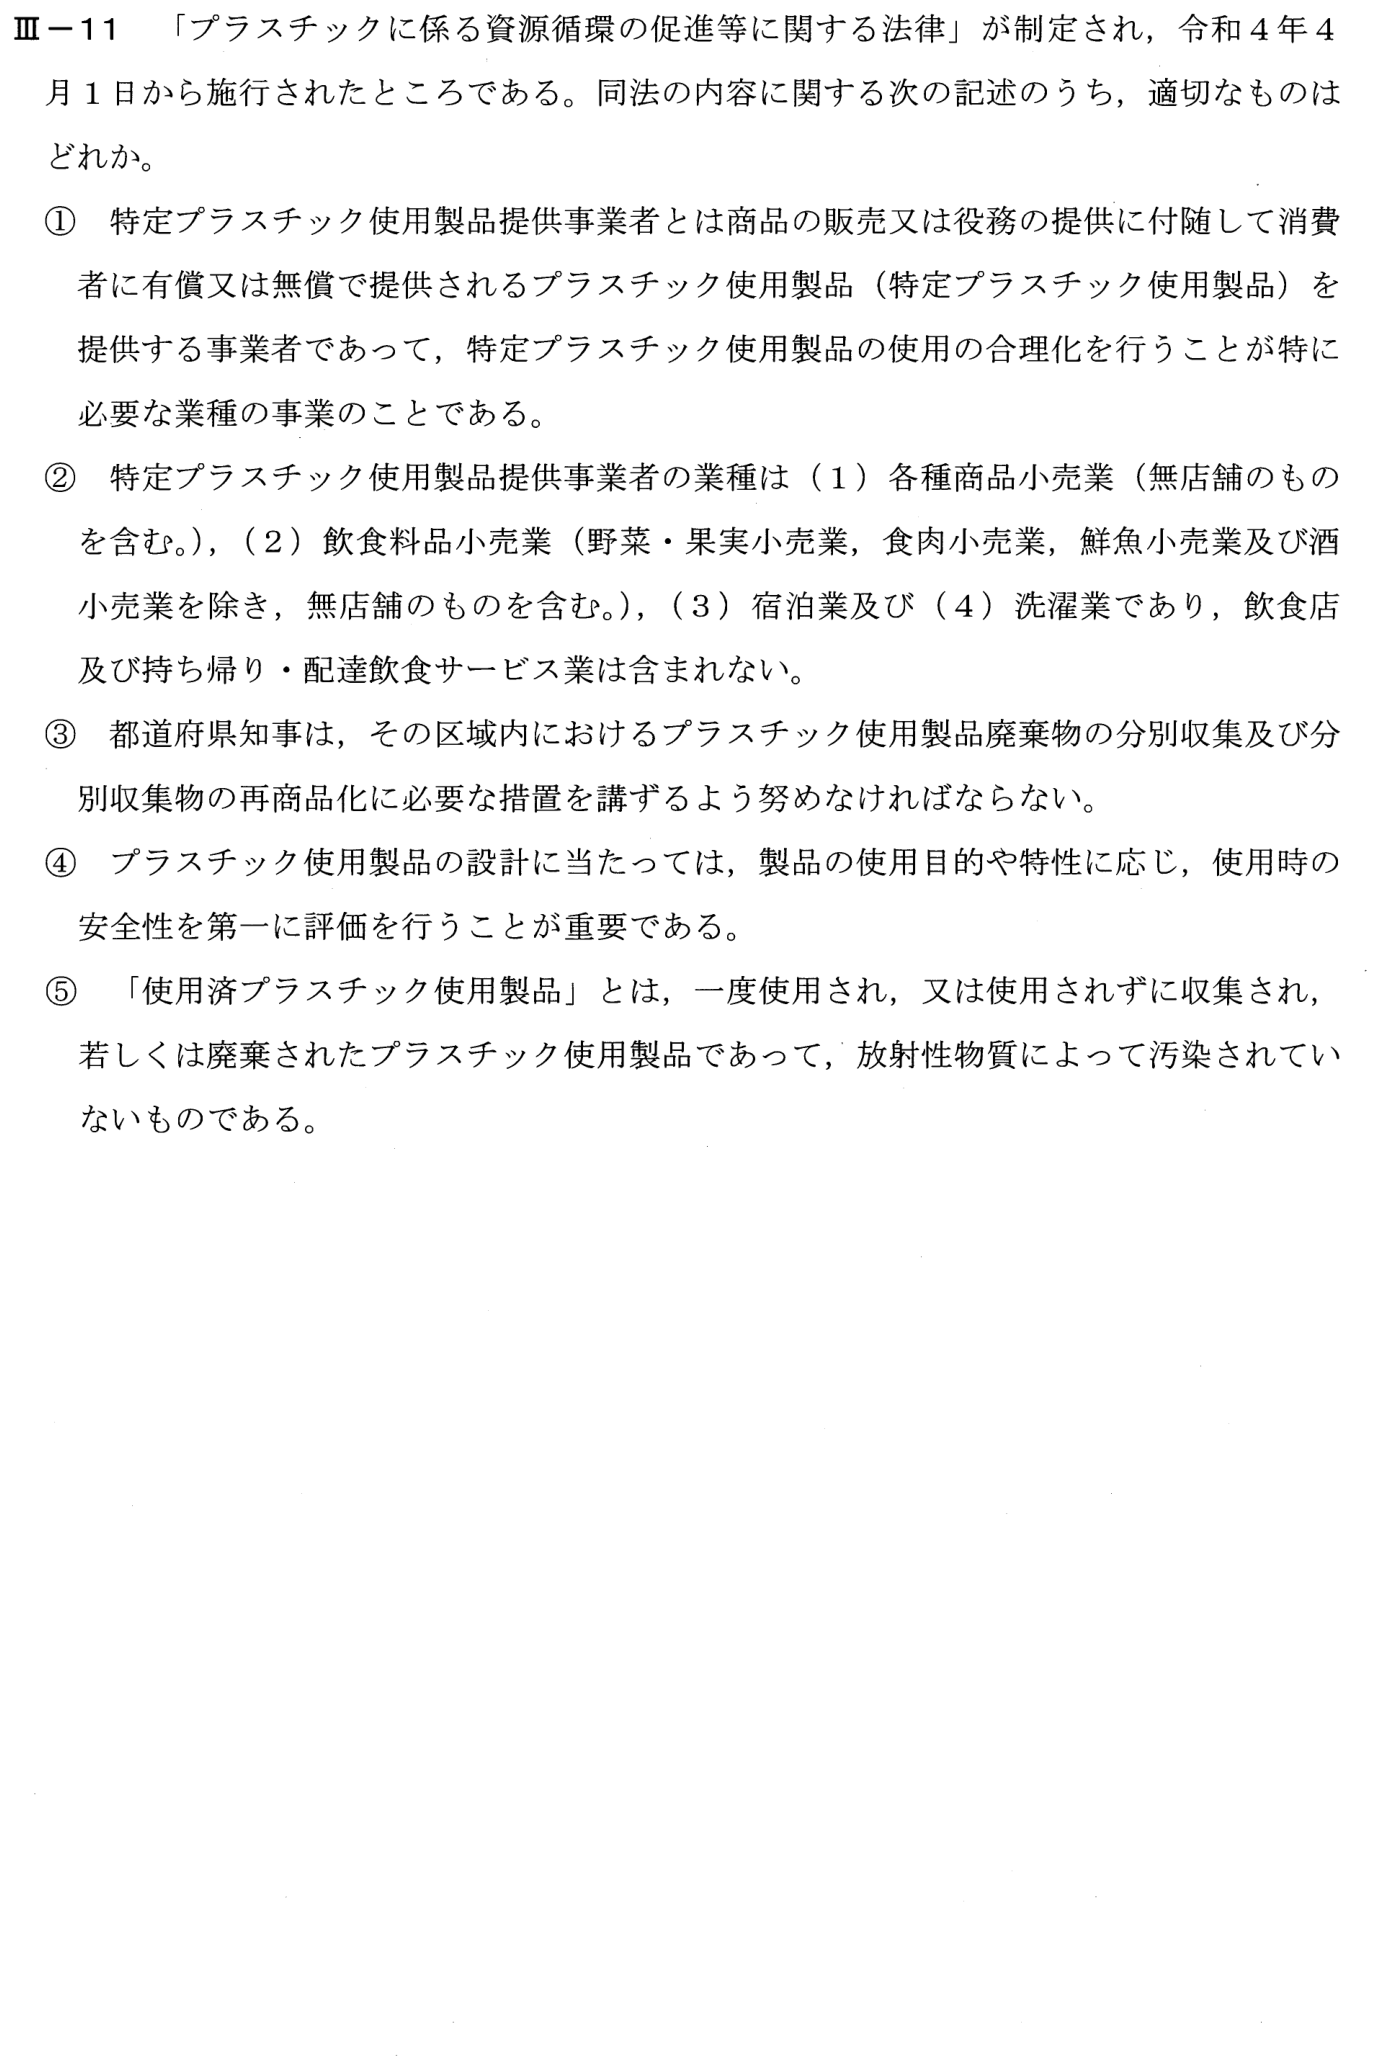 Ⅲ－11　「プラスチックに係る資源循環の促進等に関する法律」が制定され，令和４年４
月１日から施行されたところである。同法の内容に関する次の記述のうち，適切なものは
どれか。
①　特定プラスチック使用製品提供事業者とは商品の販売又は役務の提供に付随して消費
者に有償又は無償で提供されるプラスチック使用製品（特定プラスチック使用製品）を
提供する事業者であって，特定プラスチック使用製品の使用の合理化を行うことが特に
必要な業種の事業のことである。
②　特定プラスチック使用製品提供事業者の業種は（１）各種商品小売業（無店舗のもの
を含む。），（２）飲食料品小売業（野菜・果実小売業，食肉小売業，鮮魚小売業及び酒
小売業を除き，無店舗のものを含む。），（３）宿泊業及び（４）洗濯業であり，飲食店
及び持ち帰り・配達飲食サービス業は含まれない。
③　都道府県知事は，その区域内におけるプラスチック使用製品廃棄物の分別収集及び分
別収集物の再商品化に必要な措置を講ずるよう努めなければならない。
④　プラスチック使用製品の設計に当たっては，製品の使用目的や特性に応じ，使用時の
安全性を第一に評価を行うことが重要である。
⑤　「使用済プラスチック使用製品」とは，一度使用され，又は使用されずに収集され，
若しくは廃棄されたプラスチック使用製品であって，放射性物質によって汚染されてい
ないものである。